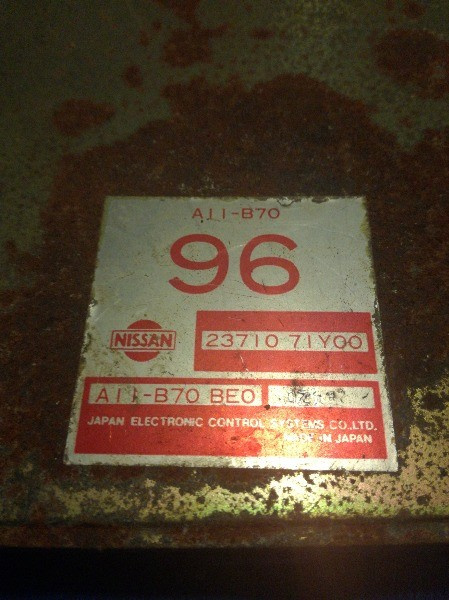 A11-B70
96
NISSAN
23710 71Y00
A11-B70 BE0
JAPAN ELECTRONIC CONTROL SYSTEMS CO.,LTD.
MADE IN JAPAN